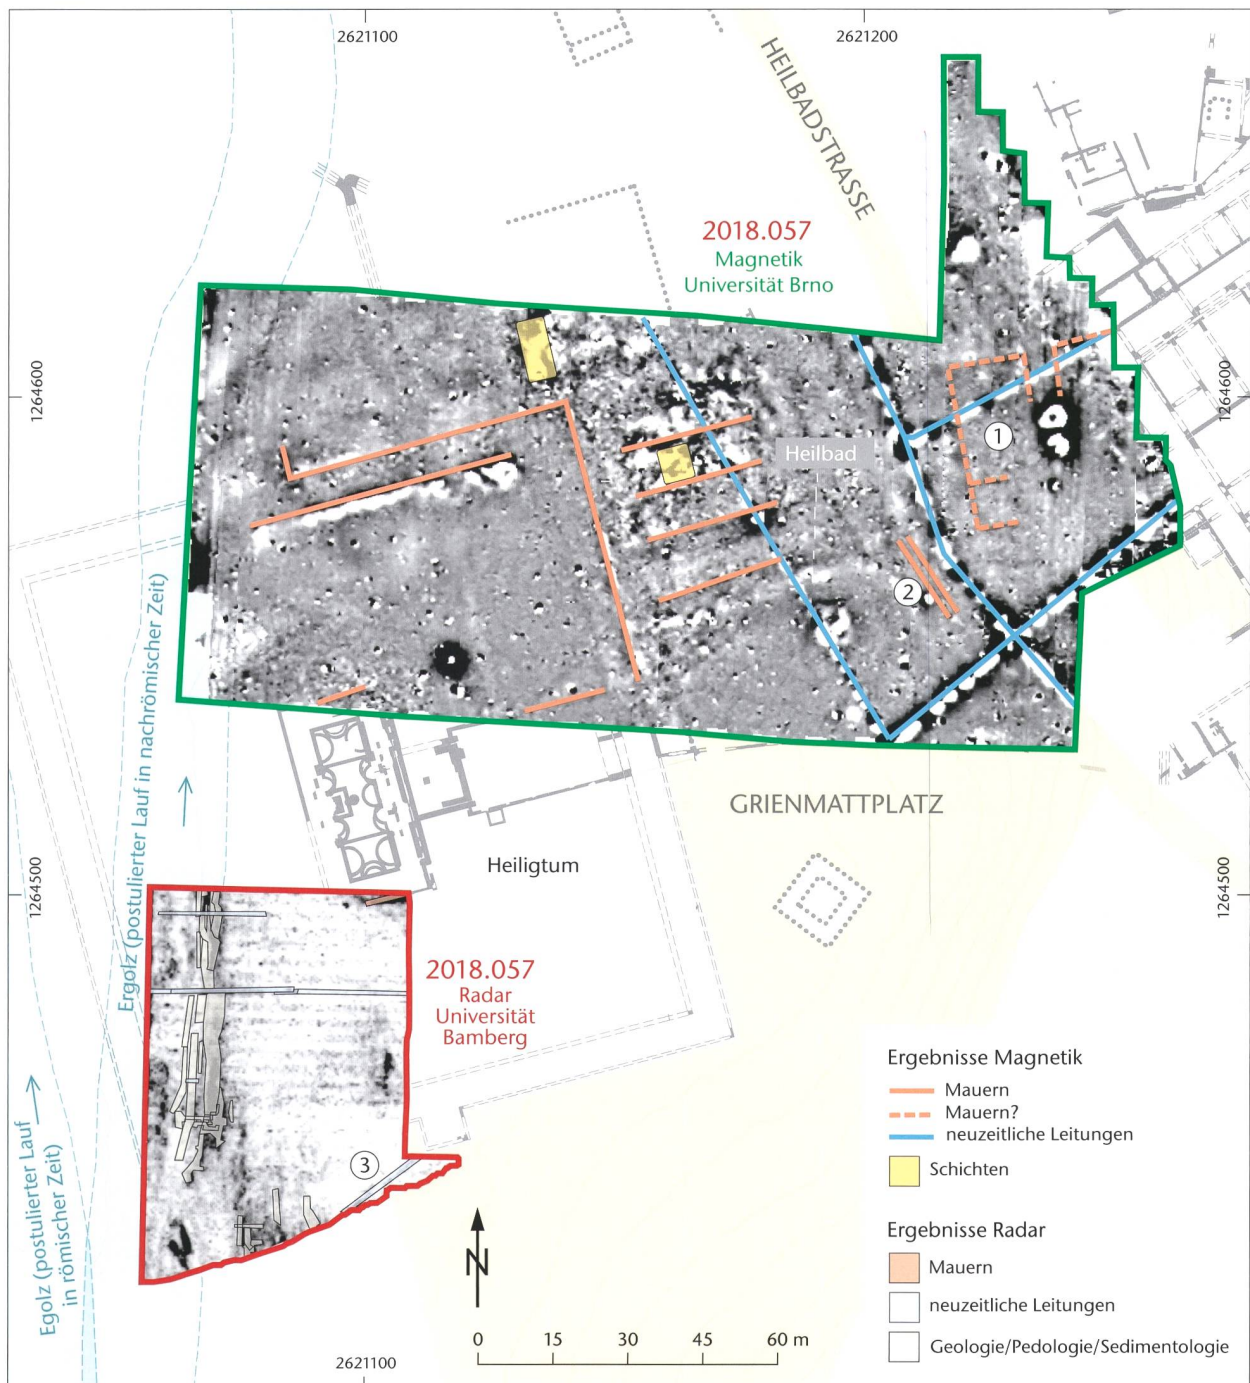 2621100
2621200
HEILBADSTRASSE
2018.057
Magnetik
Universität Brno
1264600
1264600
1
Heilbad
2
Ergolz (postulierter Lauf in nachrömischer Zeit)
GRIENMATTPLATZ
Heiligtum
1264500
1264500
2018.057
Radar
Universität
Bamberg
Egolz (postulierter Lauf
in römischer Zeit)
3
N
0 15 30 45 60 m
2621100
Ergebnisse Magnetik
Mauern
Mauern?
neuzeitliche Leitungen
Schichten
Ergebnisse Radar
Mauern
neuzeitliche Leitungen
Geologie/Pedologie/Sedimentologie